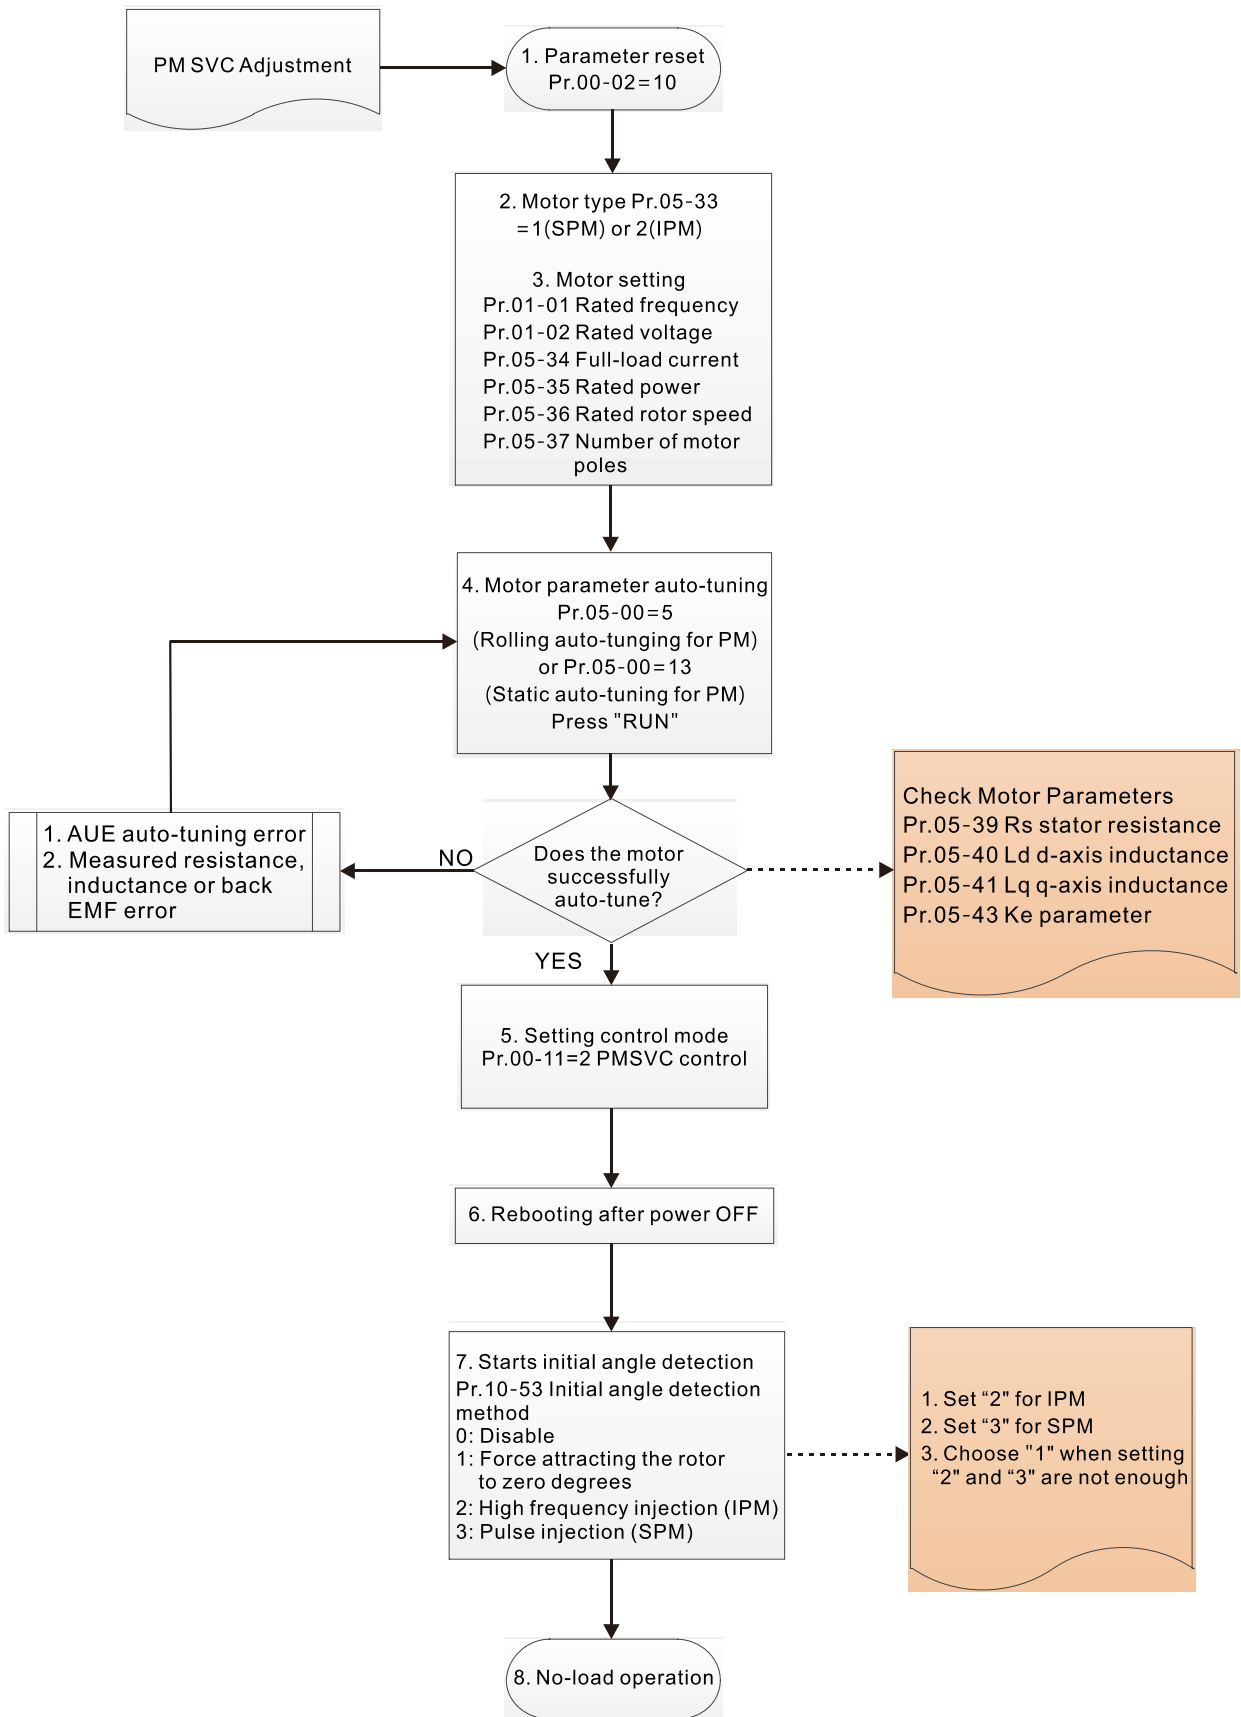 PM SVC Adjustment
1. Parameter reset
Pr.00-02=10
2. Motor type Pr.05-33
=1(SPM) or 2(IPM)
3. Motor setting
Pr.01-01 Rated frequency
Pr.01-02 Rated voltage
Pr.05-34 Full-load current
Pr.05-35 Rated power
Pr.05-36 Rated rotor speed
Pr.05-37 Number of motor
poles
4. Motor parameter auto-tuning
Pr.05-00=5
(Rolling auto-tunging for PM)
or Pr.05-00=13
(Static auto-tuning for PM)
Press "RUN"
Does the motor
successfully
auto-tune?
NO
1. AUE auto-tuning error
2. Measured resistance,
inductance or back
EMF error
Check Motor Parameters
Pr.05-39 Rs stator resistance
Pr.05-40 Ld d-axis inductance
Pr.05-41 Lq q-axis inductance
Pr.05-43 Ke parameter
YES
5. Setting control mode
Pr.00-11=2 PMSVC control
6. Rebooting after power OFF
7. Starts initial angle detection
Pr.10-53 Initial angle detection
method
0: Disable
1: Force attracting the rotor
to zero degrees
2: High frequency injection (IPM)
3: Pulse injection (SPM)
1. Set “2" for IPM
2. Set “3" for SPM
3. Choose "1" when setting
“2" and “3" are not enough
8. No-load operation